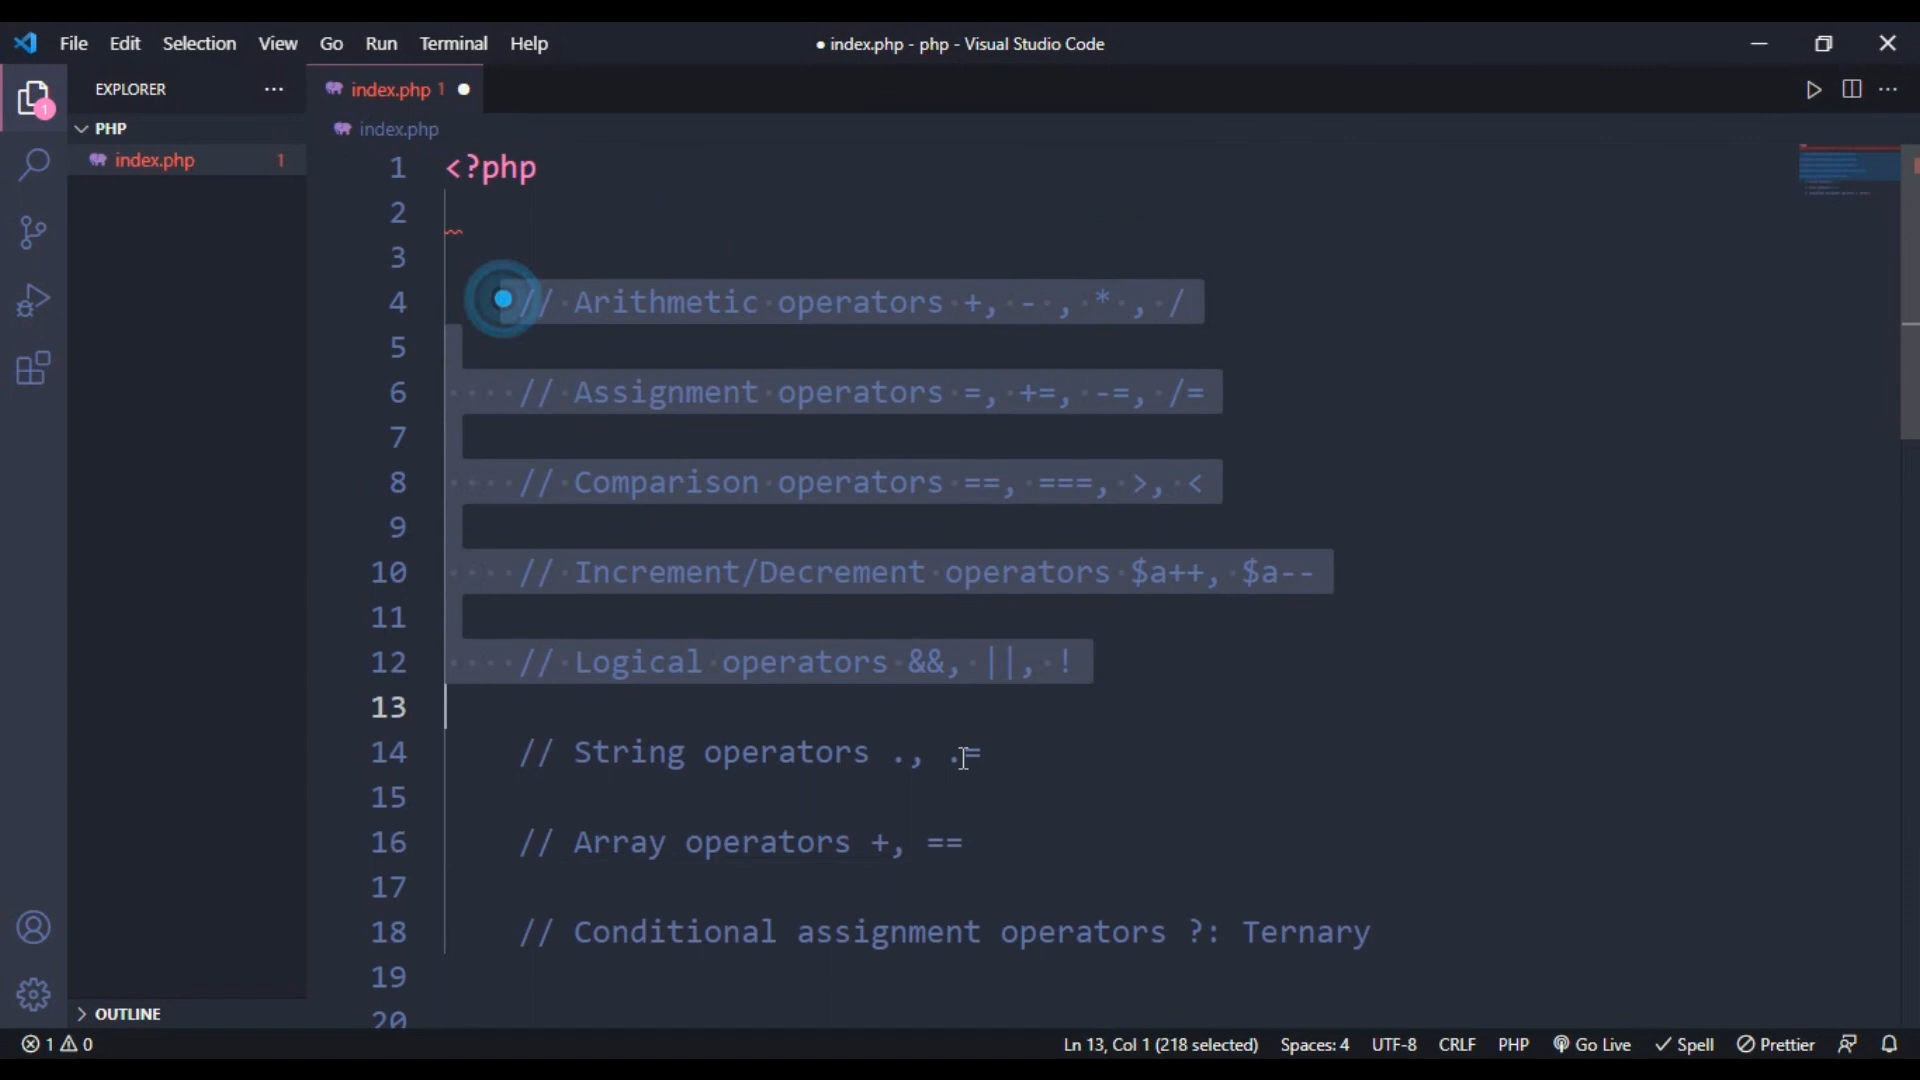 File Edit Selection View Go Run Terminal Help
● index.php - php - Visual Studio Code
EXPLORER ···
index.php 1 ●
PHP
index.php
index.php 1
1
1 <?php
2
3
4 // Arithmetic operators +, - , * , /
5
6 // Assignment operators =, +=, -=, /=
7
8 // Comparison operators ==, ===, >, <
9
10 // Increment/Decrement operators $a++, $a--
11
12 // Logical operators &&, ||, !
13
14 // String operators ., .=
15
16 // Array operators +, ==
17
18 // Conditional assignment operators ?: Ternary
19
20
OUTLINE
1 0
Ln 13, Col 1 (218 selected) Spaces: 4 UTF-8 CRLF PHP Go Live Spell Prettier